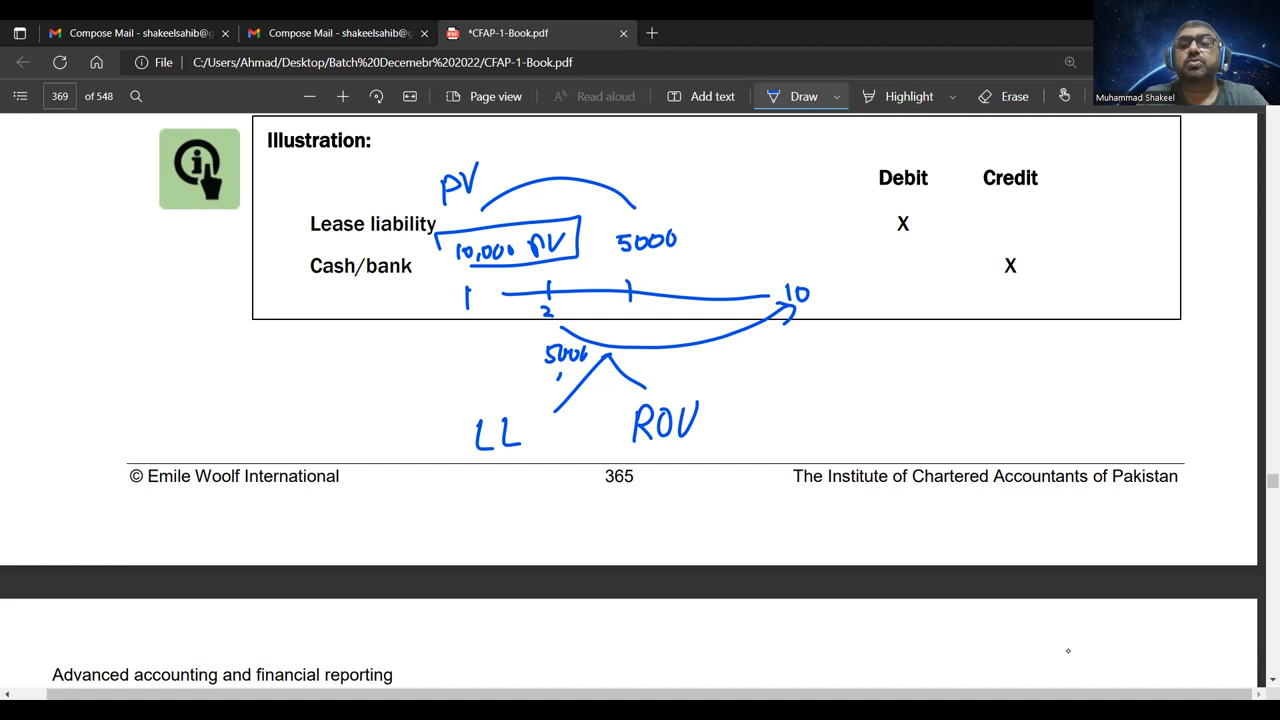 Compose Mail - shakeelsahib@g
Compose Mail - shakeelsahib@g
*CFAP-1-Book.pdf
File
C:/Users/Ahmad/Desktop/Batch%20Decemebr%202022/CFAP-1-Book.pdf
369 of 548
Page view
Read aloud
Add text
Draw
Highlight
Erase
Muhammad Shakeel
Illustration:
PV
Debit Credit
Lease liability X
10,000 PV 5000
Cash/bank X
1 10
2
5000
LL ROU
© Emile Woolf International 365 The Institute of Chartered Accountants of Pakistan
Advanced accounting and financial reporting